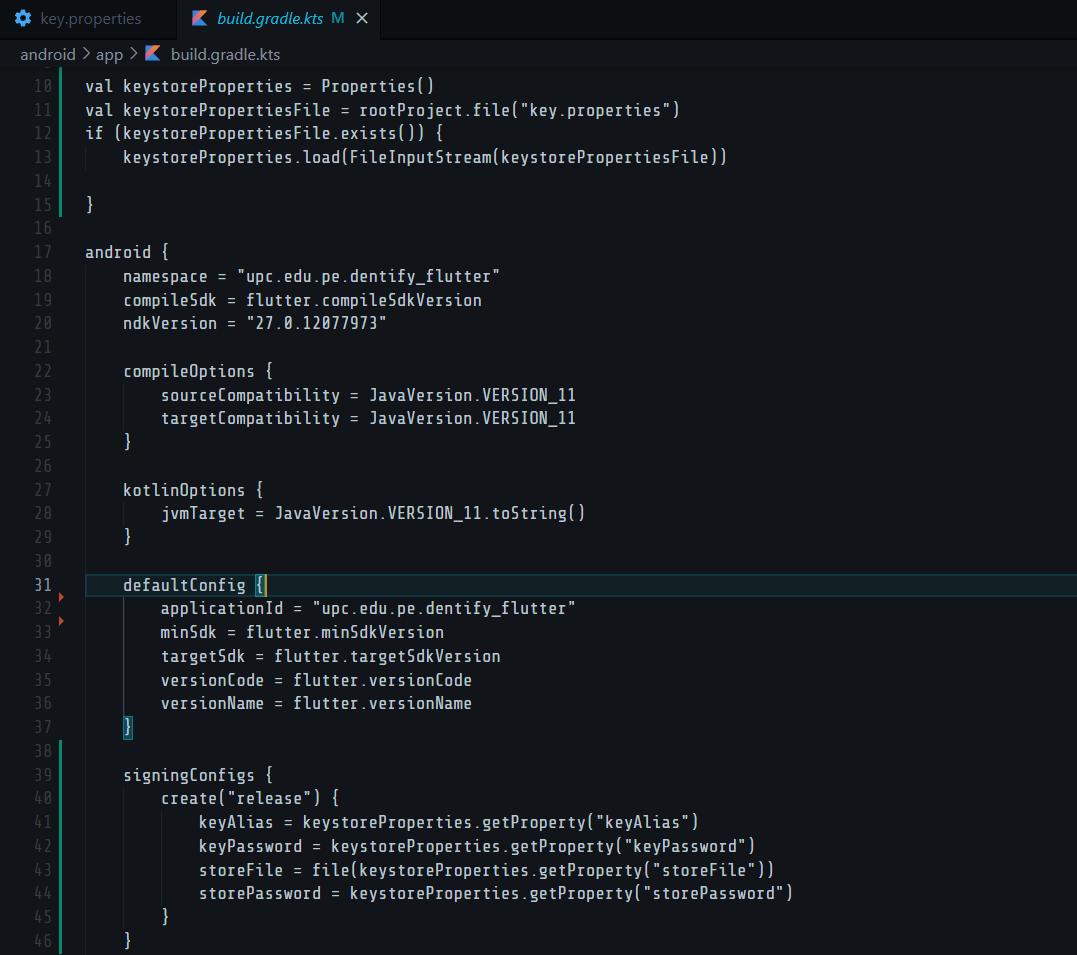 key.properties
build.gradle.kts M
android > app > build.gradle.kts
10 val keystoreProperties = Properties()
11 val keystorePropertiesFile = rootProject.file("key.properties")
12 if (keystorePropertiesFile.exists()) {
13     keystoreProperties.load(FileInputStream(keystorePropertiesFile))
14
15 }
16
17 android {
18     namespace = "upc.edu.pe.dentify_flutter"
19     compileSdk = flutter.compileSdkVersion
20     ndkVersion = "27.0.12077973"
21
22     compileOptions {
23         sourceCompatibility = JavaVersion.VERSION_11
24         targetCompatibility = JavaVersion.VERSION_11
25     }
26
27     kotlinOptions {
28         jvmTarget = JavaVersion.VERSION_11.toString()
29     }
30
31     defaultConfig {
32         applicationId = "upc.edu.pe.dentify_flutter"
33         minSdk = flutter.minSdkVersion
34         targetSdk = flutter.targetSdkVersion
35         versionCode = flutter.versionCode
36         versionName = flutter.versionName
37     }
38
39     signingConfigs {
40         create("release") {
41             keyAlias = keystoreProperties.getProperty("keyAlias")
42             keyPassword = keystoreProperties.getProperty("keyPassword")
43             storeFile = file(keystoreProperties.getProperty("storeFile"))
44             storePassword = keystoreProperties.getProperty("storePassword")
45         }
46     }